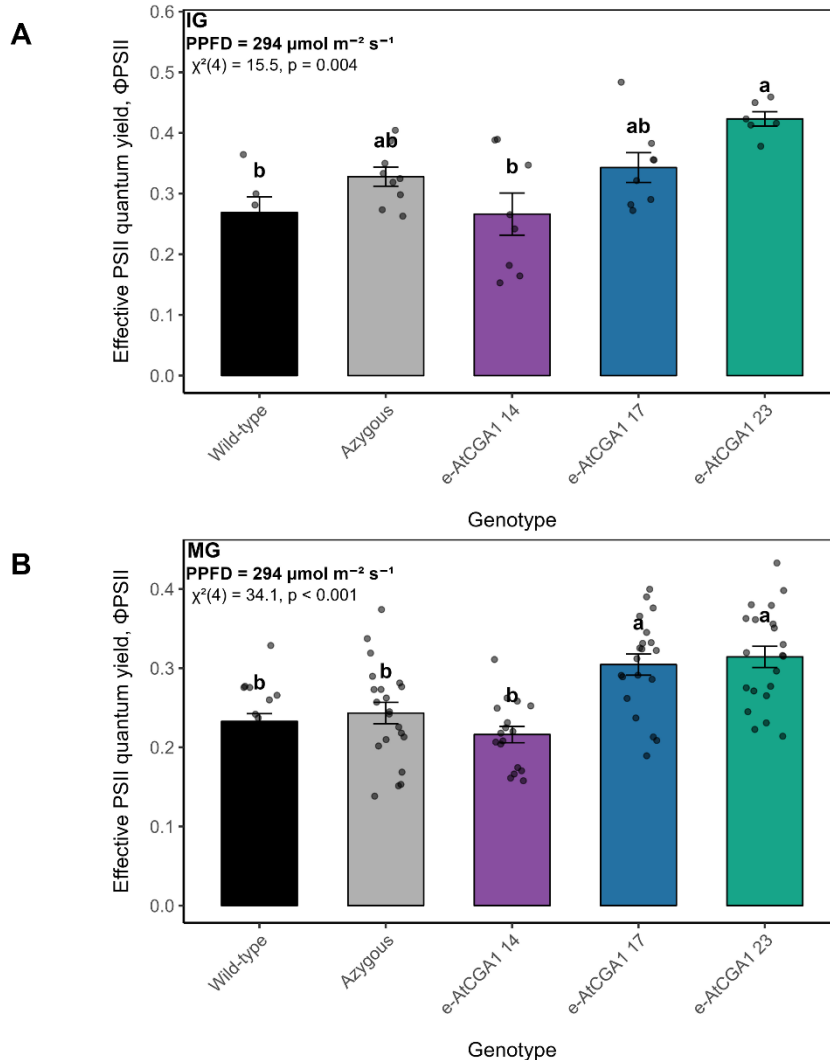 A
IG
PPFD = 294 μmol m⁻² s⁻¹
χ²(4) = 15.5, p = 0.004
Effective PSII quantum yield, ΦPSII
0.6
0.5
0.4
0.3
0.2
0.1
0.0
b
ab
b
ab
a
Wild-type
Azygous
e-AtCGA1 14
e-AtCGA1 17
e-AtCGA1 23
Genotype
B
MG
PPFD = 294 μmol m⁻² s⁻¹
χ²(4) = 34.1, p < 0.001
Effective PSII quantum yield, ΦPSII
0.4
0.3
0.2
0.1
0.0
b
b
b
a
a
Wild-type
Azygous
e-AtCGA1 14
e-AtCGA1 17
e-AtCGA1 23
Genotype